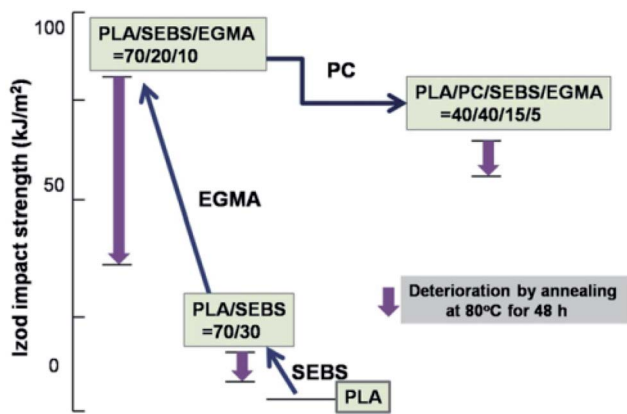 Izod impact strength (kJ/m²)
100
50
0
PLA/SEBS/EGMA
=70/20/10
PC
PLA/PC/SEBS/EGMA
=40/40/15/5
EGMA
PLA/SEBS
=70/30
SEBS
PLA
Deterioration by annealing
at 80°C for 48 h